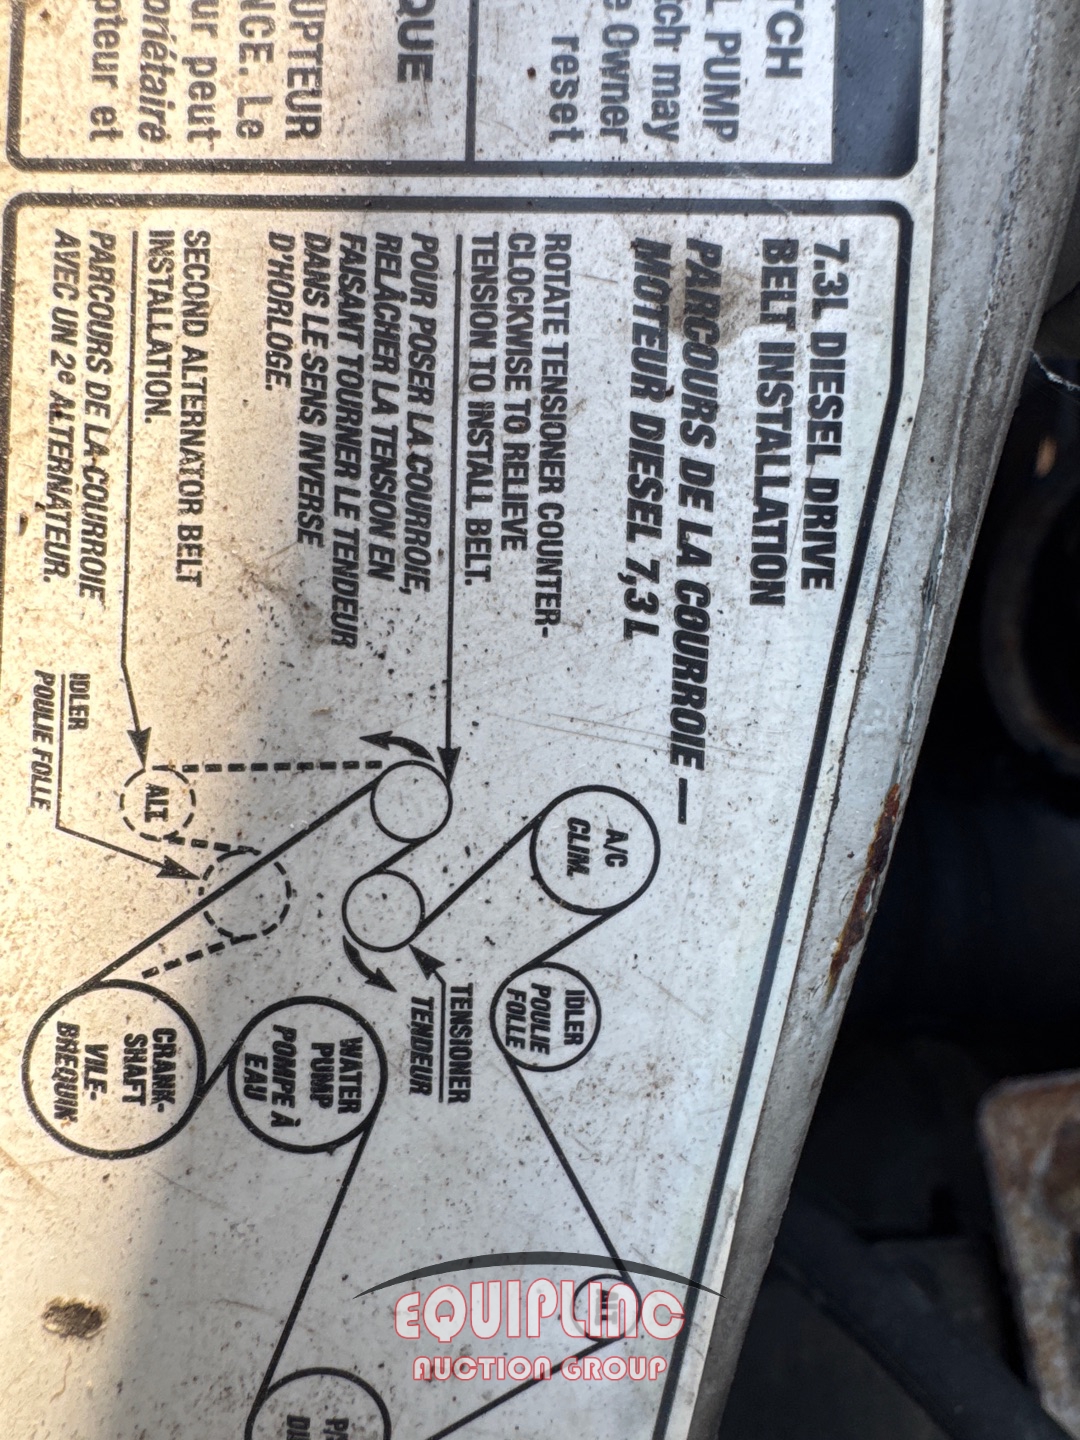 TCH
L PUMP
tch may
e Owner
reset
QUE
UPTEUR
NCE. Le
ur peut
opriétaire
pteur et
7.3L DIESEL DRIVE
BELT INSTALLATION
PARCOURS DE LA COURROIE —
MOTEUR DIESEL 7,3 L
ROTATE TENSIONER COUNTER-
CLOCKWISE TO RELIEVE
TENSION TO INSTALL BELT.
POUR POSER LA COURROIE,
RELÂCHER LA TENSION EN
FAISANT TOURNER LE TENDEUR
DANS LE SENS INVERSE
D'HORLOGE.
SECOND ALTERNATOR BELT
INSTALLATION.
PARCOURS DE LA COURROIE
AVEC UN 2e ALTERNATEUR.
IDLER
POULIE FOLLE
ALT
A/C
CLIM.
IDLER
POULIE
FOLLE
TENSIONER
TENDEUR
WATER
PUMP
POMPE À
EAU
CRANK-
SHAFT
VILE-
BREQUIN
ALT
P/
DI
EQUIPLINC
AUCTION GROUP